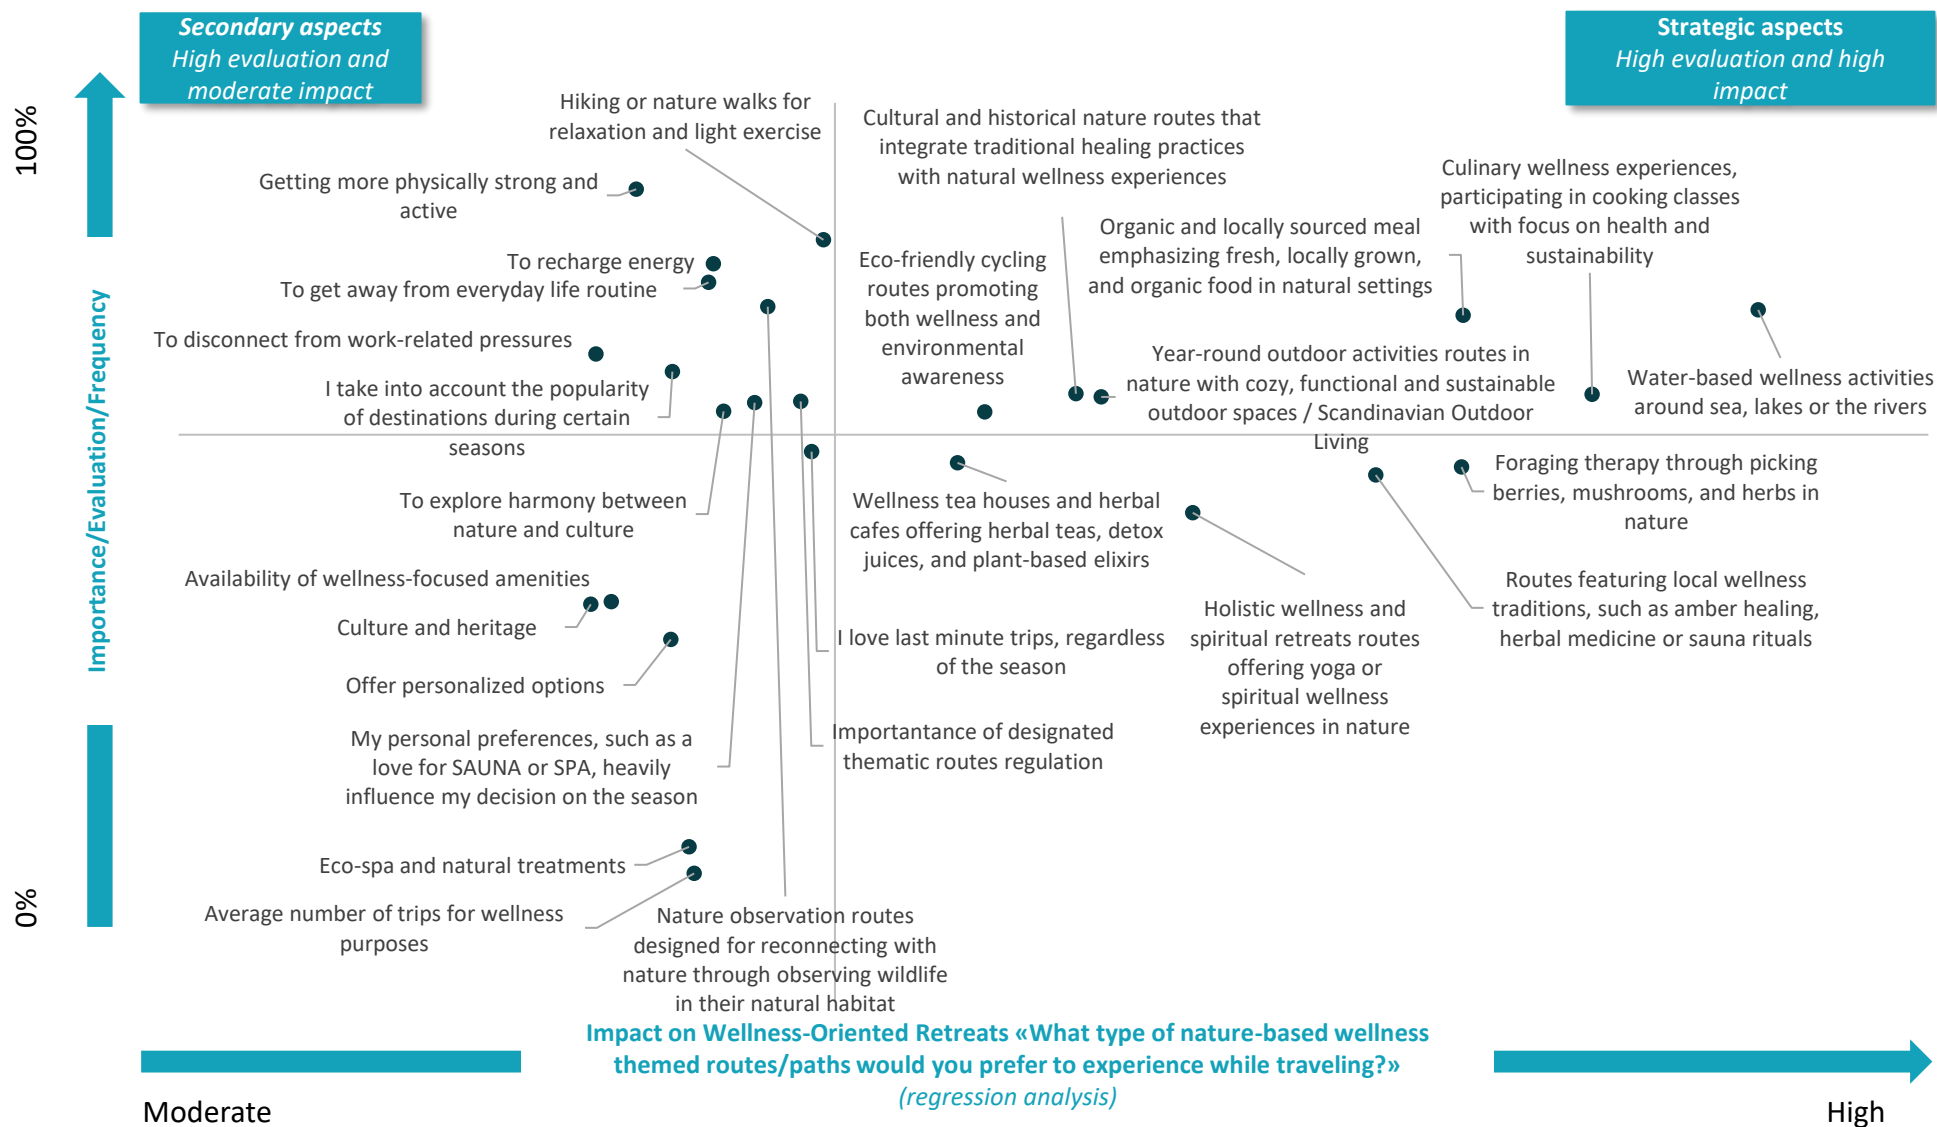 Secondary aspects
High evaluation and
moderate impact
Strategic aspects
High evaluation and high
impact
100%
Importance/Evaluation/Frequency
0%
Hiking or nature walks for
relaxation and light exercise
Getting more physically strong and
active
To recharge energy
To get away from everyday life routine
To disconnect from work-related pressures
I take into account the popularity
of destinations during certain
seasons
To explore harmony between
nature and culture
Cultural and historical nature routes that
integrate traditional healing practices
with natural wellness experiences
Eco-friendly cycling
routes promoting
both wellness and
environmental
awareness
Organic and locally sourced meal
emphasizing fresh, locally grown,
and organic food in natural settings
Culinary wellness experiences,
participating in cooking classes
with focus on health and
sustainability
Year-round outdoor activities routes in
nature with cozy, functional and sustainable
outdoor spaces / Scandinavian Outdoor
Living
Water-based wellness activities
around sea, lakes or the rivers
Wellness tea houses and herbal
cafes offering herbal teas, detox
juices, and plant-based elixirs
Foraging therapy through picking
berries, mushrooms, and herbs in
nature
Routes featuring local wellness
traditions, such as amber healing,
herbal medicine or sauna rituals
Holistic wellness and
spiritual retreats routes
offering yoga or
spiritual wellness
experiences in nature
Availability of wellness-focused amenities
Culture and heritage
Offer personalized options
I love last minute trips, regardless
of the season
Importantance of designated
thematic routes regulation
My personal preferences, such as a
love for SAUNA or SPA, heavily
influence my decision on the season
Eco-spa and natural treatments
Average number of trips for wellness
purposes
Nature observation routes
designed for reconnecting with
nature through observing wildlife
in their natural habitat
Impact on Wellness-Oriented Retreats «What type of nature-based wellness
themed routes/paths would you prefer to experience while traveling?»
(regression analysis)
Moderate
High